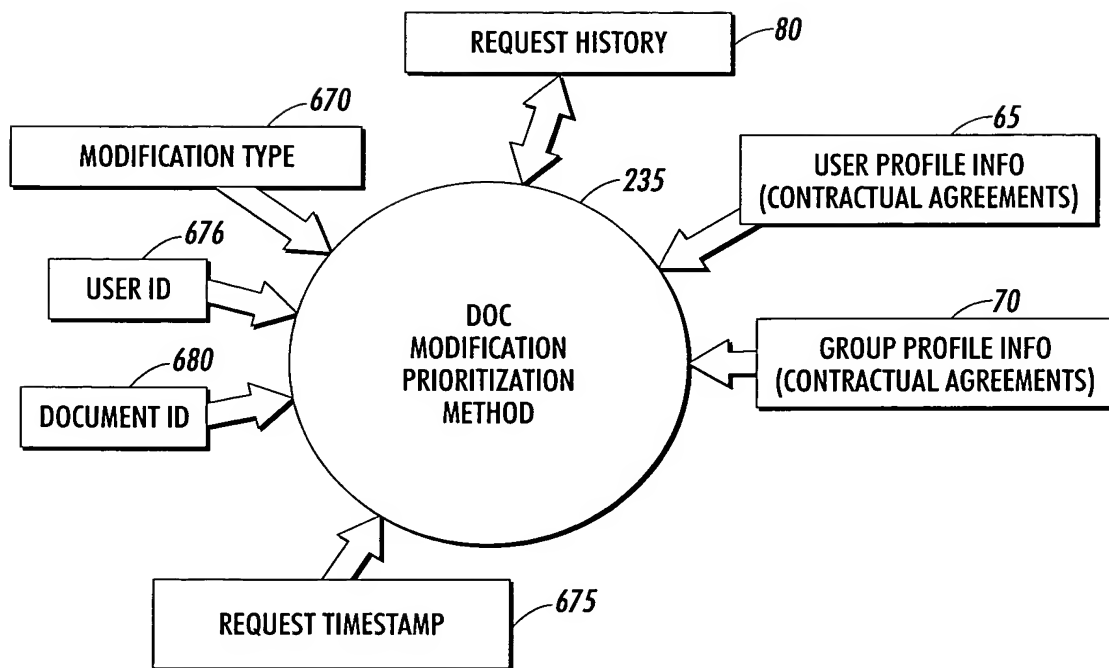 80
REQUEST HISTORY
670
MODIFICATION TYPE
65
USER PROFILE INFO
(CONTRACTUAL AGREEMENTS)
235
676
USER ID
DOC
MODIFICATION
PRIORITIZATION
METHOD
70
GROUP PROFILE INFO
(CONTRACTUAL AGREEMENTS)
680
DOCUMENT ID
675
REQUEST TIMESTAMP